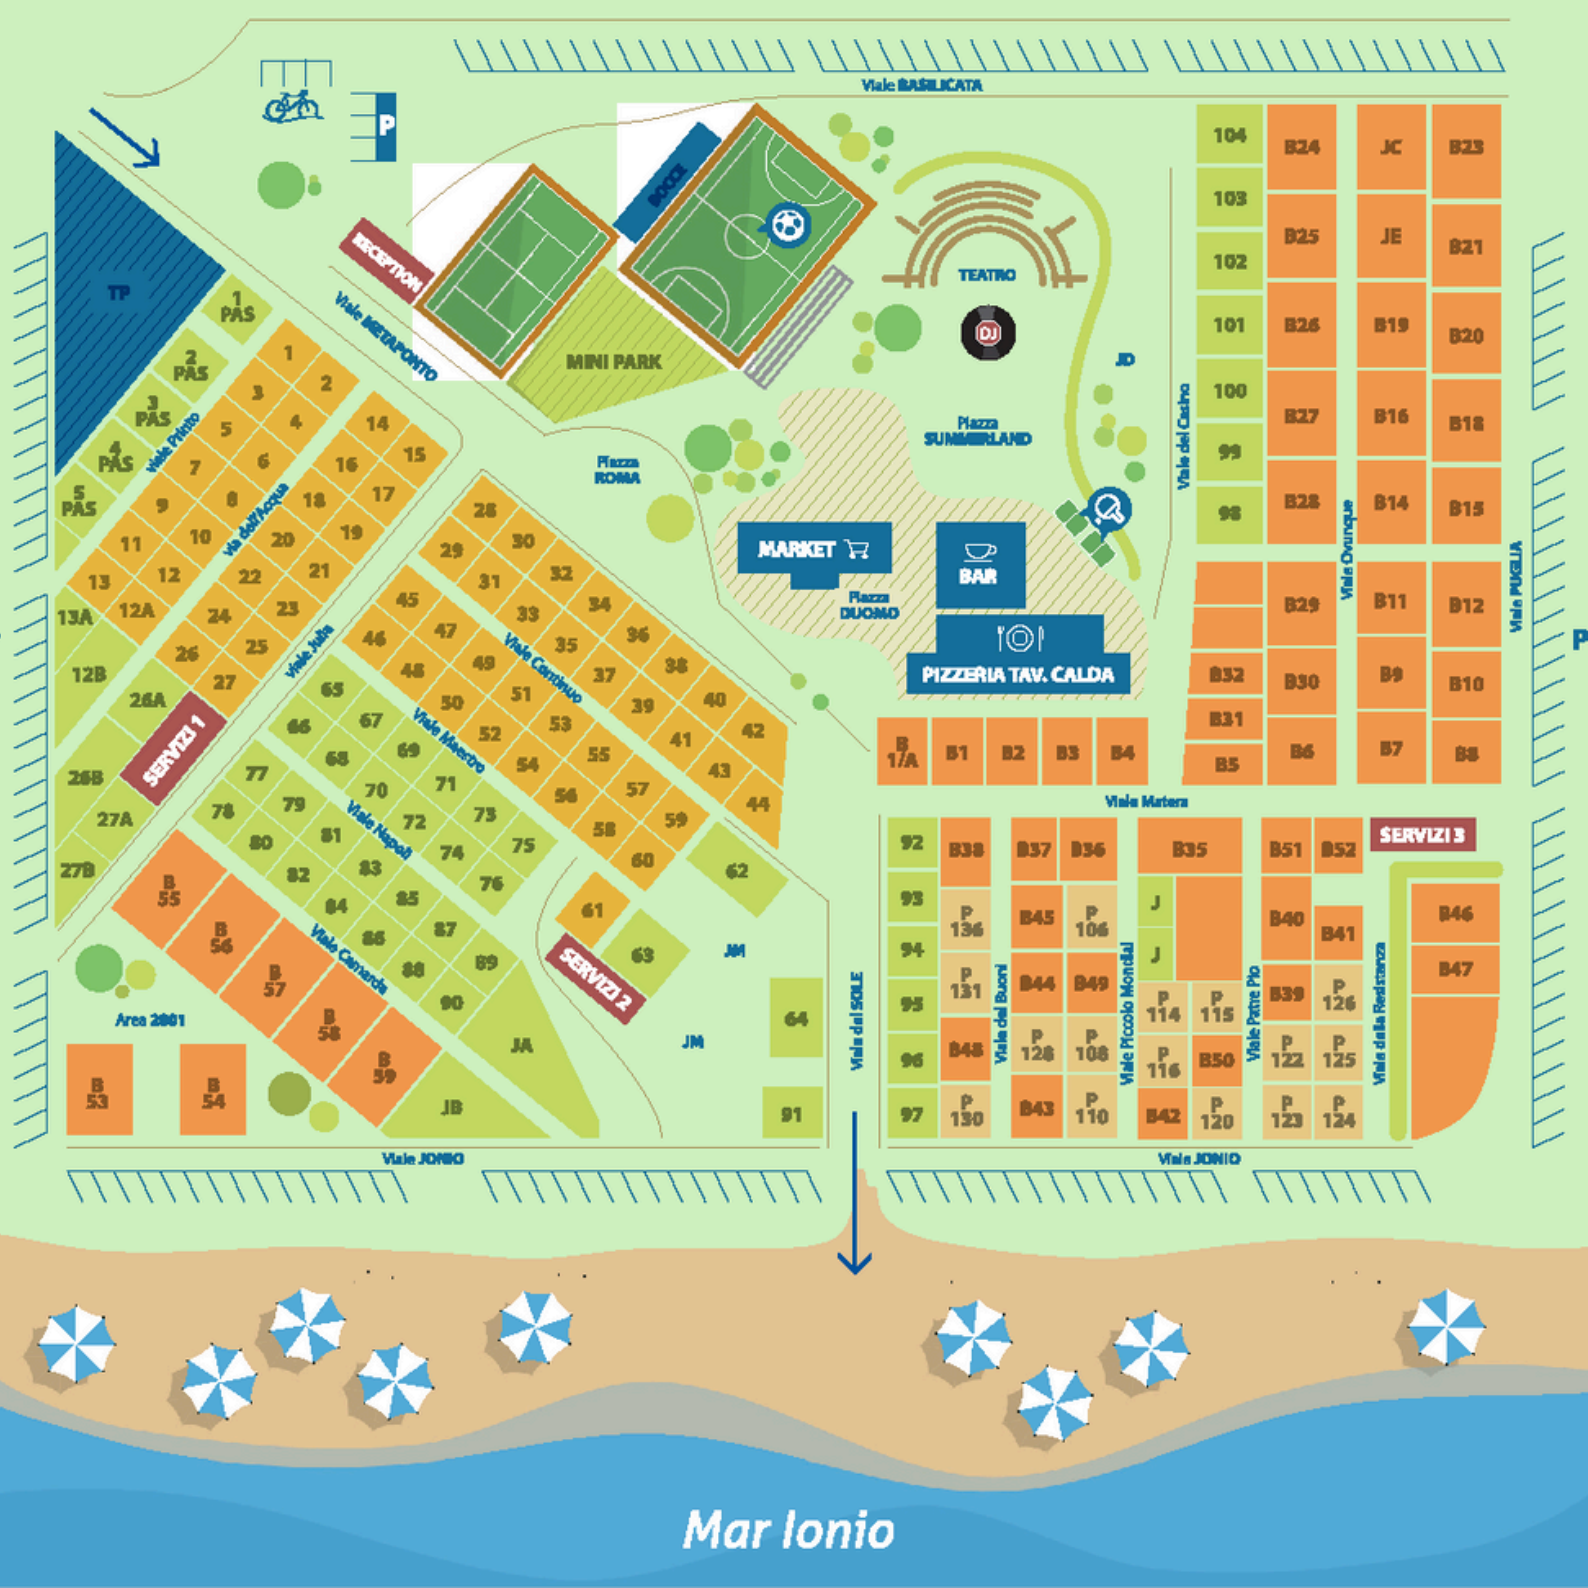 Viale BASILICATA
P
BOCCE
RECEPTION
TP
Viale METAPONTO
MINI PARK
TEATRO
DJ
JD
Piazza
SUMMERLAND
Piazza
ROMA
MARKET
BAR
Piazza
DUOMO
PIZZERIA TAV. CALDA
1
PAS
2
PAS
3
PAS
4
PAS
5
PAS
Viale Printo
1
2
3
4
5
6
7
8
9
10
11
12
13
12A
13A
12B
via dell'Acqua
14
15
16
17
18
19
20
21
22
23
24
25
26
27
26A
26B
27A
27B
SERVIZI 1
viale Julia
28
29
30
31
32
33
34
35
36
37
38
39
40
41
42
43
44
Viale Continuo
45
46
47
48
49
50
51
52
53
54
55
56
57
58
59
60
Viale Maestro
61
62
63
64
91
SERVIZI 2
JM
JM
65
66
67
68
69
70
71
72
73
74
75
76
Viale Napoli
77
78
79
80
81
82
83
84
85
86
87
88
89
90
JA
JB
Viale Camarda
B
55
B
56
B
57
B
58
B
59
Area 2001
B
53
B
54
Viale JONIO
Viale del SOLE
Viale del Casino
104
103
102
101
100
99
98
B24
B25
B26
B27
B28
B29
B30
B6
B32
B31
B5
Viale Ovunque
JC
JE
B19
B16
B14
B11
B9
B7
B23
B21
B20
B18
B15
B12
B10
B8
Viale PUGLIA
P
B
1/A
B1
B2
B3
B4
Viale Matera
92
93
94
95
96
97
B38
P
136
P
131
B48
P
130
Viale dei Buoni
B37
B36
B45
P
106
B44
B49
P
128
P
108
B43
P
110
Viale Piccolo Mondial
B35
J
J
P
114
P
115
P
116
B50
B42
P
120
Viale Patre Pio
B51
B52
B40
B41
B39
P
126
P
122
P
125
P
123
P
124
Viale della Resistanza
SERVIZI 3
B46
B47
Viale JONIO
Mar Ionio